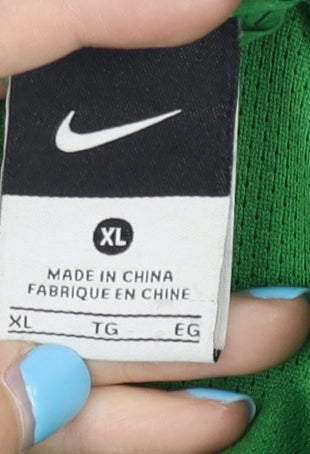 XL
MADE IN CHINA
FABRIQUE EN CHINE
XL TG EG